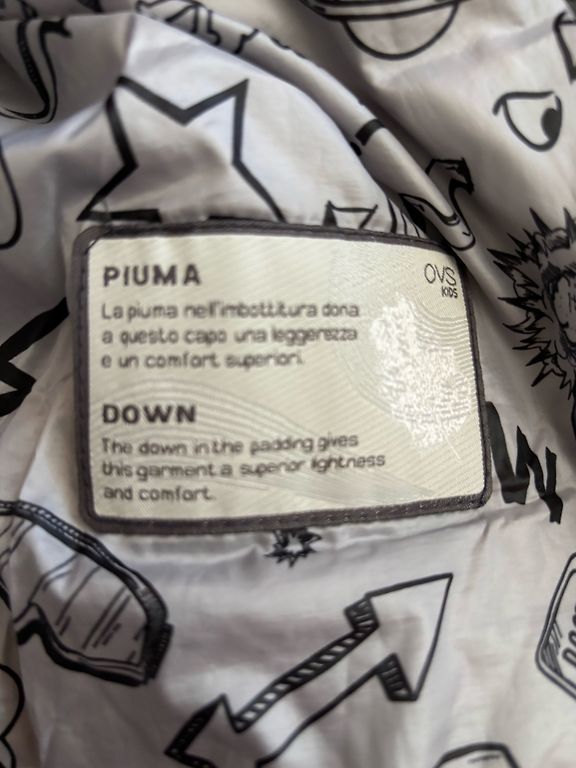 PIUMA
OVS
KIDS
La piuma nell'imbottitura dona
a questo capo una leggerezza
e un comfort superiori.
DOWN
The down in the padding gives
this garment a superior lightness
and comfort.